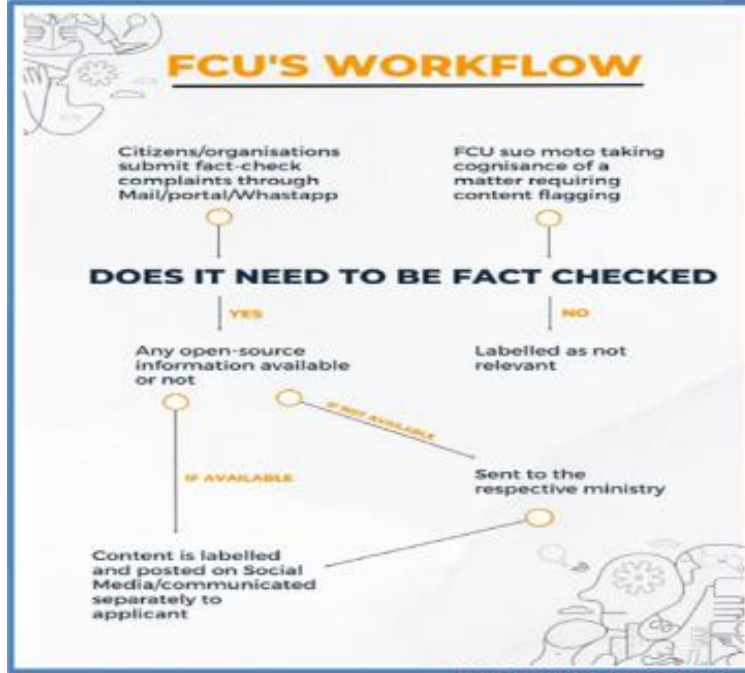 FCU'S WORKFLOW
Citizens/organisations
submit fact-check
complaints through
Mail/portal/Whastapp
FCU suo moto taking
cognisance of a
matter requiring
content flagging
DOES IT NEED TO BE FACT CHECKED
YES
NO
Any open-source
information available
or not
Labelled as not
relevant
IF NOT AVAILABLE
IF AVAILABLE
Sent to the
respective ministry
Content is labelled
and posted on Social
Media/communicated
separately to
applicant